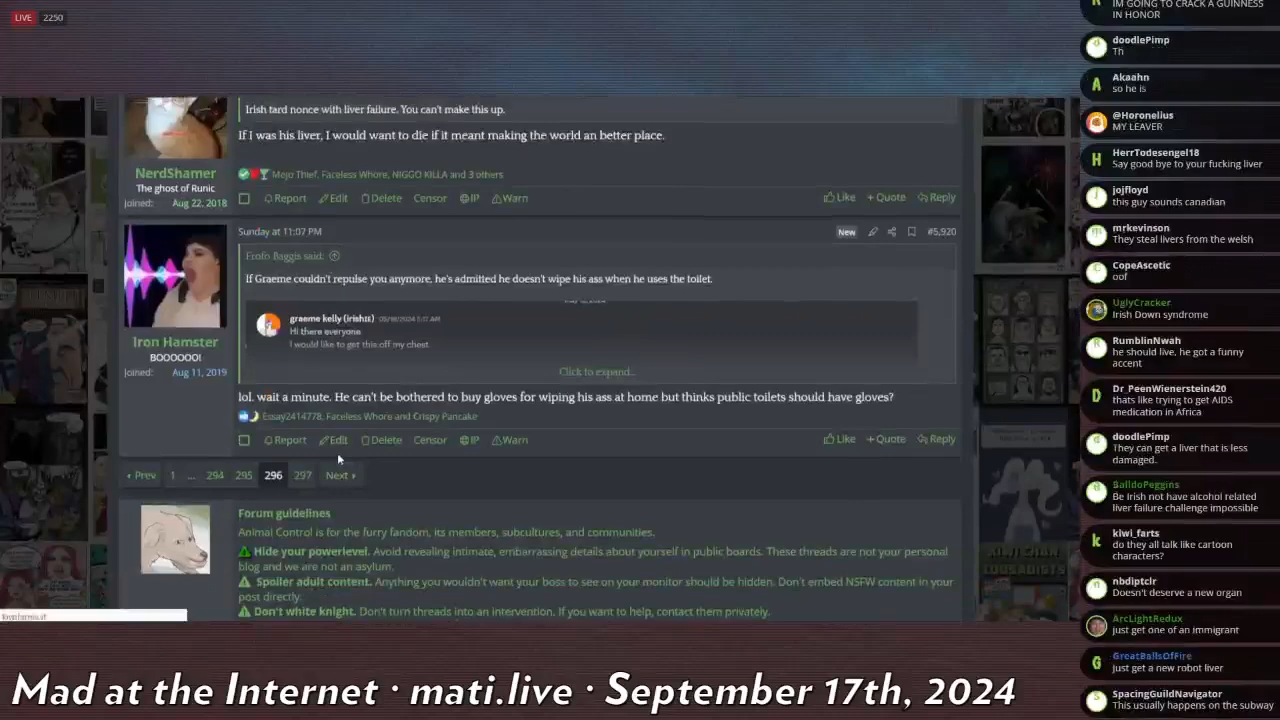 LIVE 2250
Irish tard nonce with liver failure. You can't make this up.
If I was his liver, I would want to die if it meant making the world an better place.
NerdShamer
The ghost of Runic
Joined: Aug 22, 2018
Mojo Thief, Faceless Whore, NIGGO KILLA and 3 others
Report Edit Delete Censor IP Warn
Like + Quote Reply
Sunday at 11:07 PM
New #5,920
Frofo Baggis said:
If Graeme couldn't repulse you anymore, he's admitted he doesn't wipe his ass when he uses the toilet.
graeme kelly
Hi there everyone
I would like to get this off my chest.
Click to expand...
Iron Hamster
BOOOOOO!
Joined: Aug 11, 2019
lol. wait a minute. He can't be bothered to buy gloves for wiping his ass at home but thinks public toilets should have gloves?
Essay2414778, Faceless Whore and Crispy Pancake
Report Edit Delete Censor IP Warn
Like + Quote Reply
Prev 1 ... 294 295 296 297 Next
Forum guidelines
Animal Control is for the furry fandom, its members, subcultures, and communities.
Hide your powerlevel. Avoid revealing intimate, embarrassing details about yourself in public boards. These threads are not your personal
blog and we are not an asylum.
Spoiler adult content. Anything you wouldn't want your boss to see on your monitor should be hidden. Don't embed NSFW content in your
post directly.
Don't white knight. Don't turn threads into an intervention. If you want to help, contact them privately.
IM GOING TO CRACK A GUINNESS
IN HONOR
doodlePimp
Th
Akaahn
so he is
@Horonelius
MY LEAVER
HerrTodesengel18
Say good bye to your fucking liver
jojfloyd
this guy sounds canadian
mrkevinson
They steal livers from the welsh
CopeAscetic
oof
UglyCracker
Irish Down syndrome
RumblinNwah
he should live, he got a funny
accent
Dr_PeenWienerstein420
thats like trying to get AIDS
medication in Africa
doodlePimp
They can get a liver that is less
damaged.
BalldoPeggins
Be Irish not have alcohol related
liver failure challenge impossible
kiwi_farts
do they all talk like cartoon
characters?
nbdiptclr
Doesn't deserve a new organ
ArcLightRedux
just get one of an immigrant
GreatBallsOfFire
just get a new robot liver
SpacingGuildNavigator
This usually happens on the subway
Mad at the Internet · mati.live · September 17th, 2024